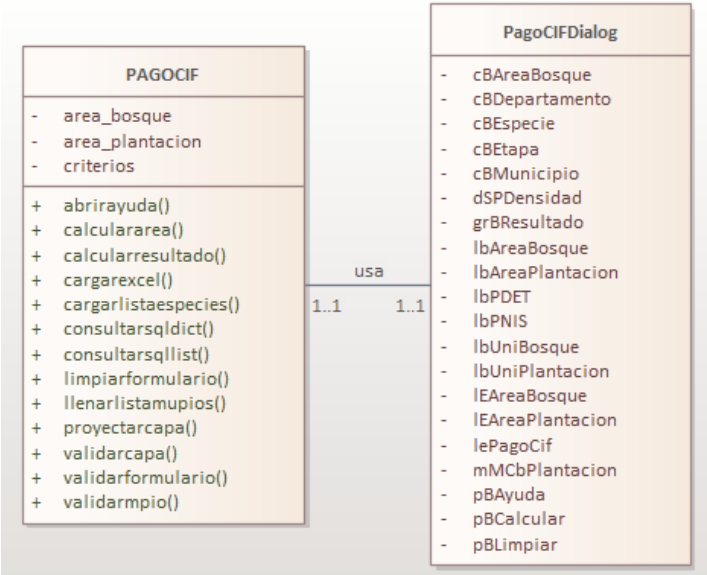 PAGOCIF
- area_bosque
- area_plantacion
- criterios
+ abrirayuda()
+ calculararea()
+ calcularresultado()
+ cargarexcel()
+ cargarlistaespecies()
+ consultarsqldict()
+ consultarsqllist()
+ limpiarformulario()
+ llenarlistamupios()
+ proyectarcapa()
+ validarcapa()
+ validarformulario()
+ validarmpio()
usa
1..1 1..1
PagoCIFDialog
- cBAreaBosque
- cBDepartamento
- cBEspecie
- cBEtapa
- cBMunicipio
- dSPDensidad
- grBResultado
- lbAreaBosque
- lbAreaPlantacion
- lbPDET
- lbPNIS
- lbUniBosque
- lbUniPlantacion
- lEAreaBosque
- lEAreaPlantacion
- lePagoCif
- mMCbPlantacion
- pBAyuda
- pBCalcular
- pBLimpiar